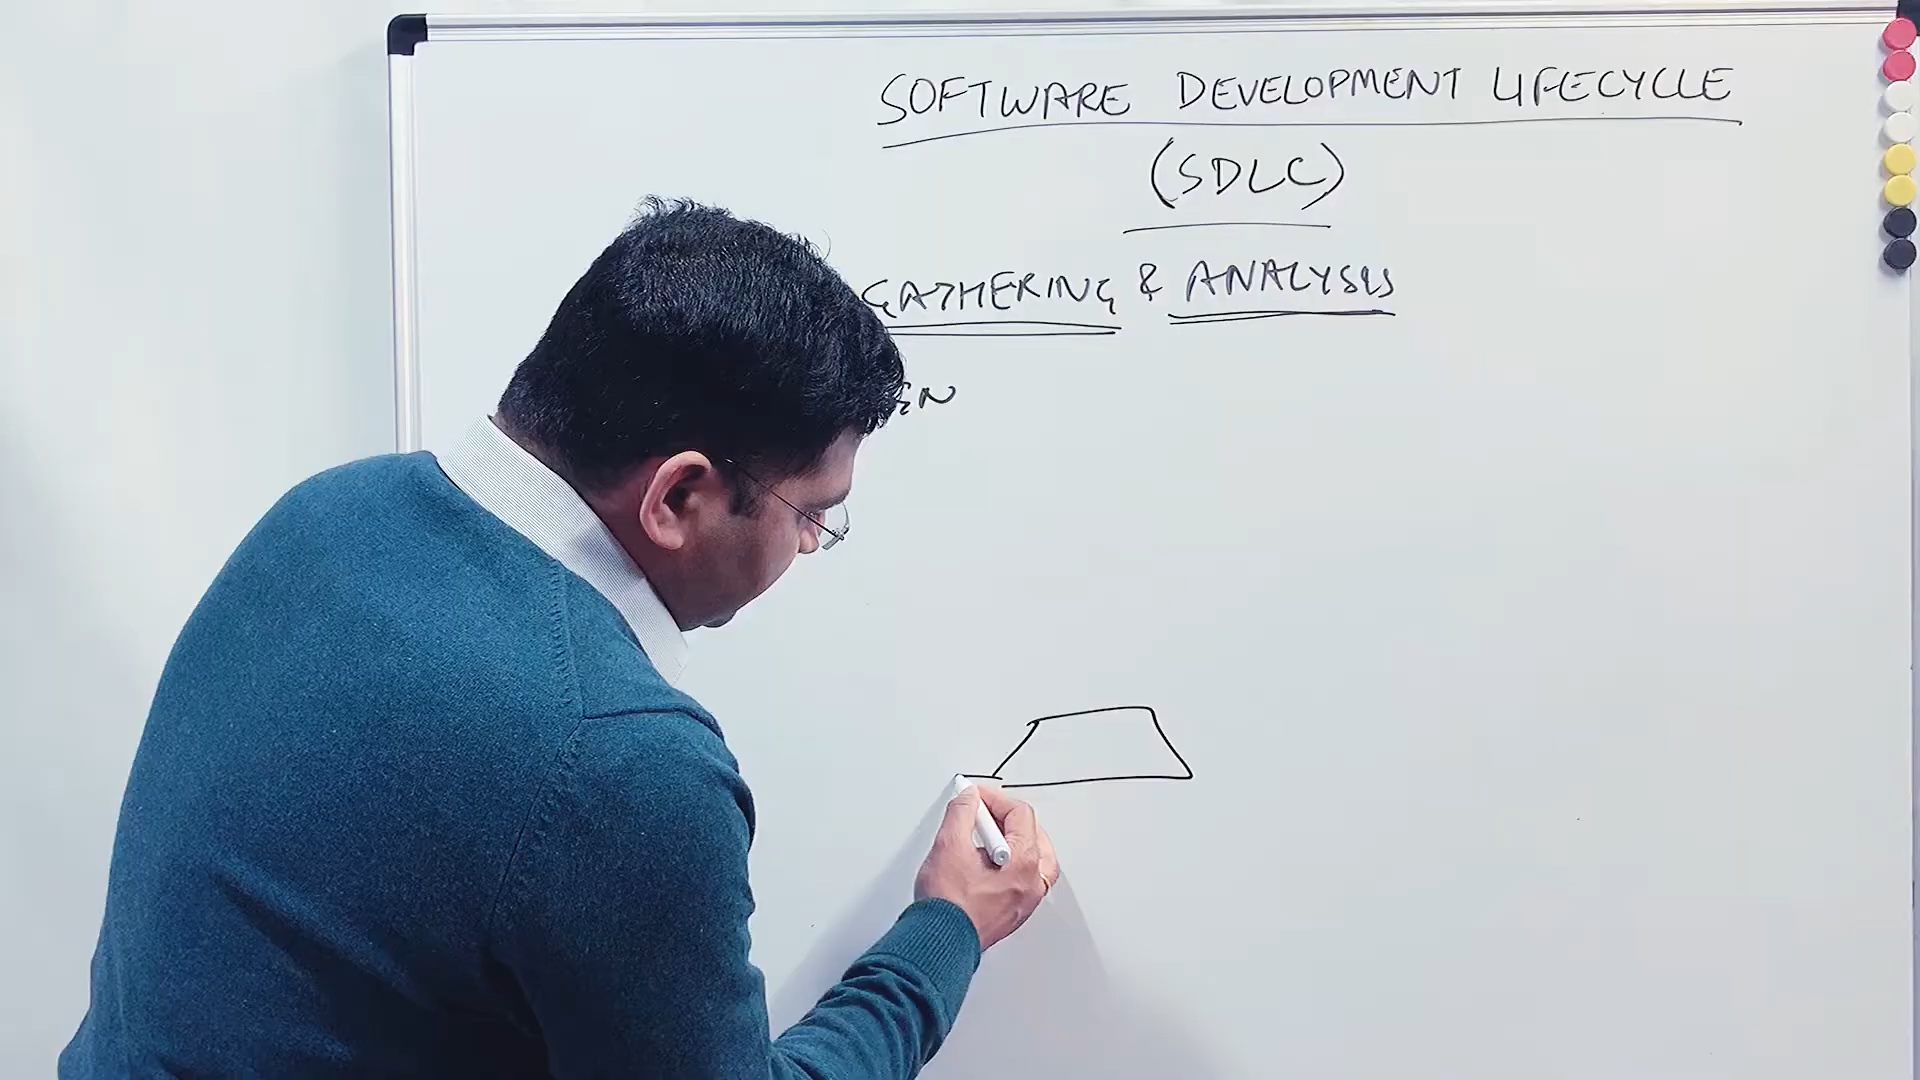 SOFTWARE DEVELOPMENT LIFECYCLE
(SDLC)
GATHERING & ANALYSIS